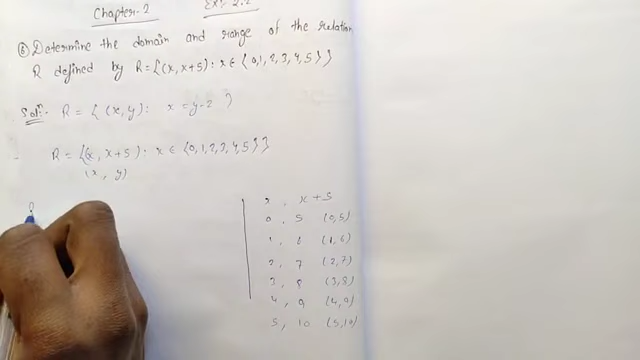 Chapter-2 Ex:- 2.2
⑥ Determine the domain and range of the relation
R defined by R = {(x, x+5) : x ∈ {0,1,2,3,4,5}}
Soln:- R = { (x, y) : x = y-2 }
R = {(x, x+5) : x ∈ {0,1,2,3,4,5}}
(x, y)
x, x+5
0, 5 (0,5)
1, 6 (1,6)
2, 7 (2,7)
3, 8 (3,8)
4, 9 (4,9)
5, 10 (5,10)